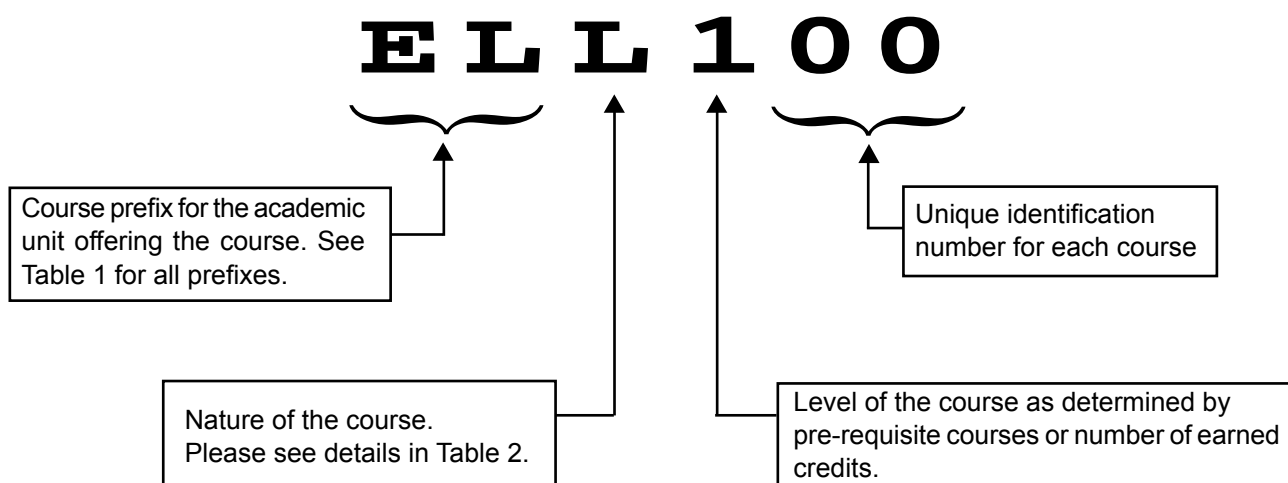 ELL100
Course prefix for the academic
unit offering the course. See
Table 1 for all prefixes.
Unique identification
number for each course
Nature of the course.
Please see details in Table 2.
Level of the course as determined by
pre-requisite courses or number of earned
credits.